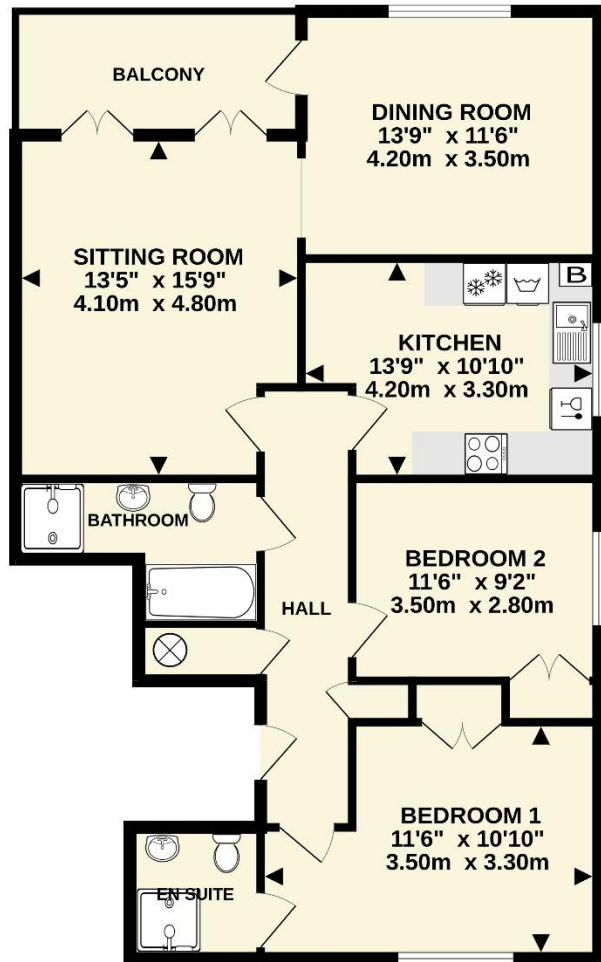 BALCONY
DINING ROOM
13'9" x 11'6"
4.20m x 3.50m
SITTING ROOM
13'5" x 15'9"
4.10m x 4.80m
B
KITCHEN
13'9" x 10'10"
4.20m x 3.30m
BATHROOM
BEDROOM 2
11'6" x 9'2"
3.50m x 2.80m
HALL
BEDROOM 1
11'6" x 10'10"
3.50m x 3.30m
EN SUITE